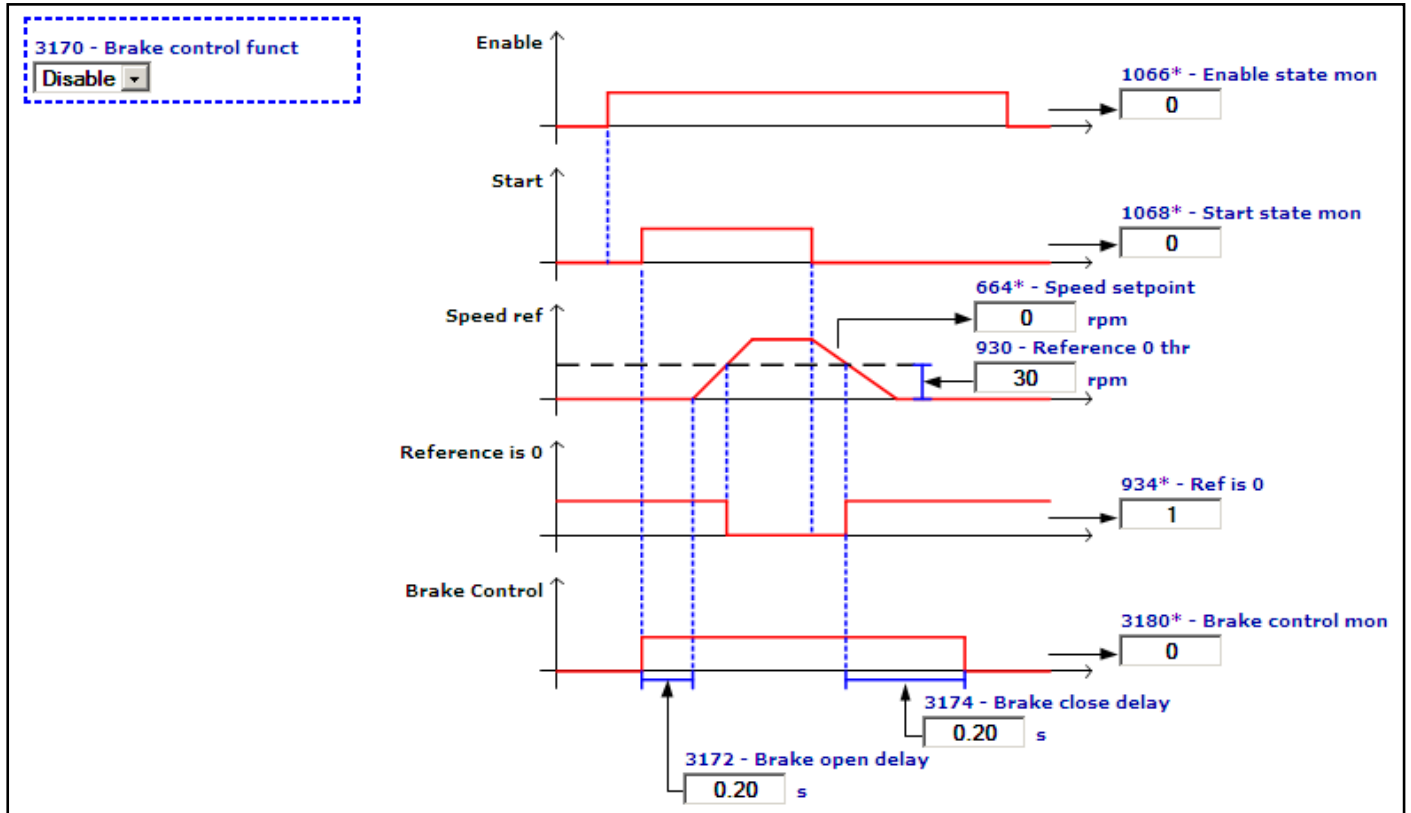 3170 - Brake control funct
Disable
Enable
1066* - Enable state mon
0
Start
1068* - Start state mon
0
Speed ref
664* - Speed setpoint
0 rpm
930 - Reference 0 thr
30 rpm
Reference is 0
934* - Ref is 0
1
Brake Control
3180* - Brake control mon
0
3174 - Brake close delay
0.20 s
3172 - Brake open delay
0.20 s